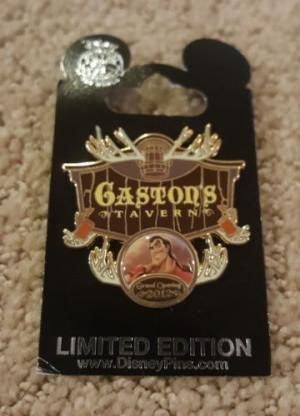 GASTON'S
TAVERN
Grand Opening
2012
LIMITED EDITION
www.DisneyPins.com